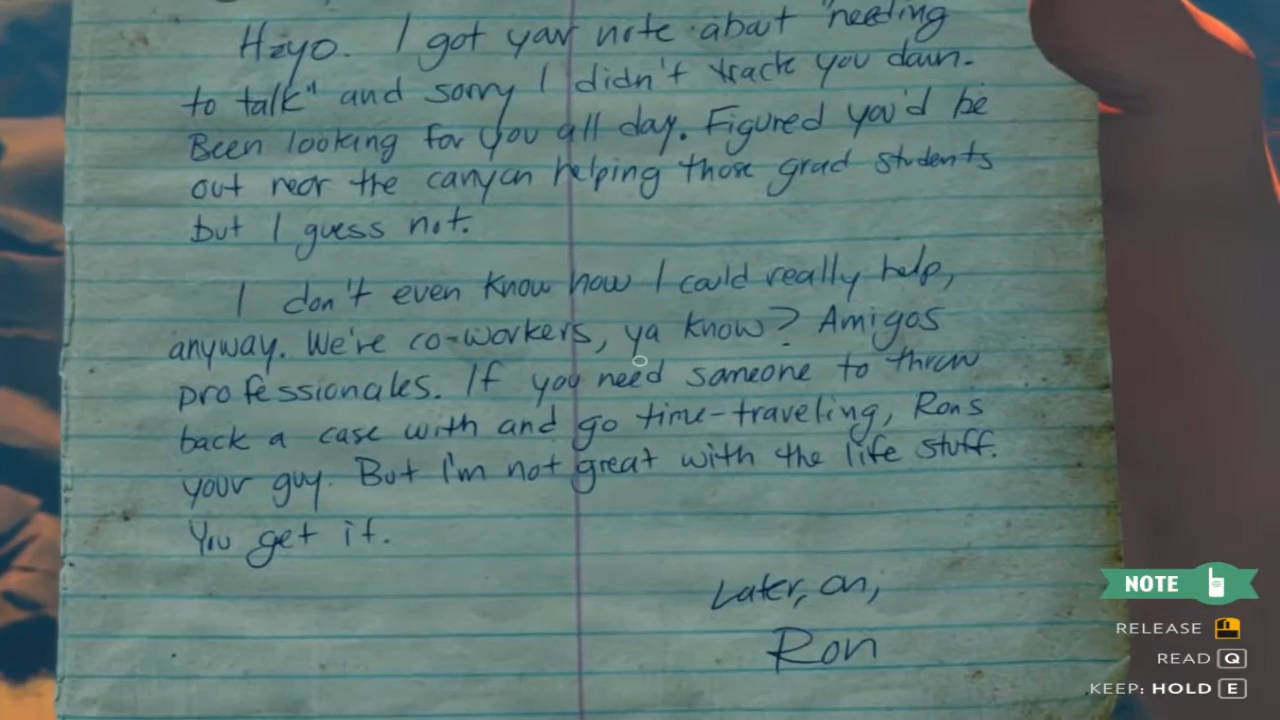 Heyo. I got your note about "needing
to talk" and sorry I didn't track you down.
Been looking for you all day. Figured you'd be
out near the canyon helping those grad students
but I guess not.
I don't even know how I could really help,
anyway. We're co-workers, ya know? Amigos
professionales. If you need someone to throw
back a case with and go time-traveling, Ron's
your guy. But I'm not great with the life stuff.
You get it.
Later, on,
Ron
NOTE
RELEASE
READ Q
KEEP: HOLD E